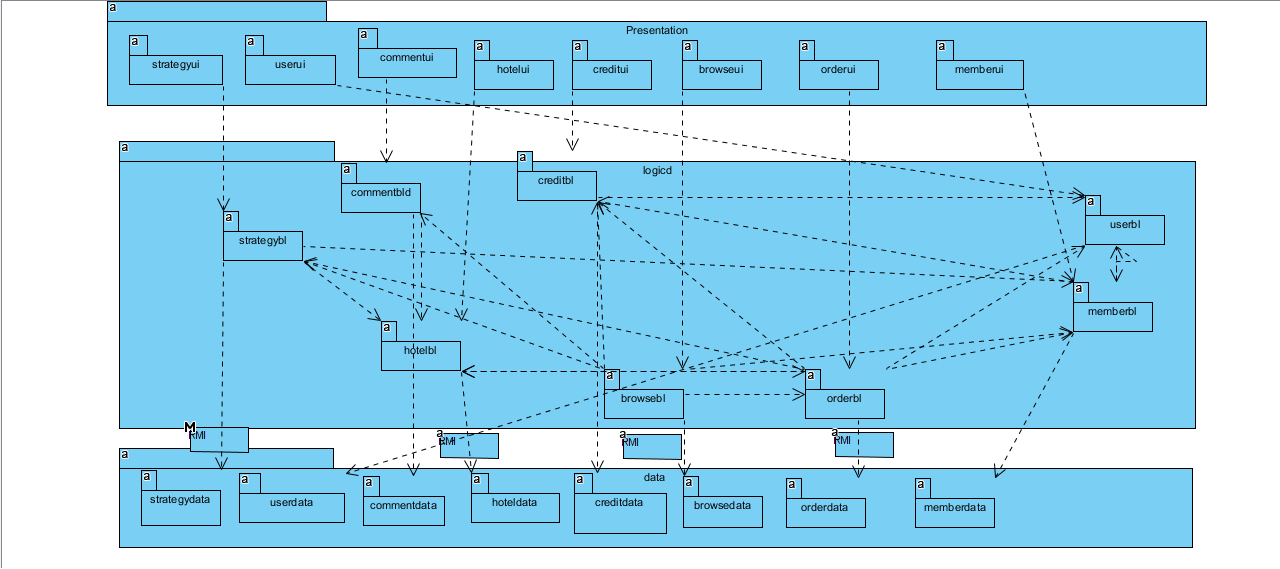 a
Presentation
a
strategyui
a
userui
a
commentui
a
hotelui
a
creditui
a
browseui
a
orderui
a
memberui
a
logicd
a
commentbld
a
creditbl
a
userbl
a
strategybl
a
memberbl
a
hotelbl
a
browsebl
a
orderbl
M
RMI
a
RMI
a
RMI
a
RMI
a
data
a
strategydata
a
userdata
a
commentdata
a
hoteldata
a
creditdata
a
browsedata
a
orderdata
a
memberdata